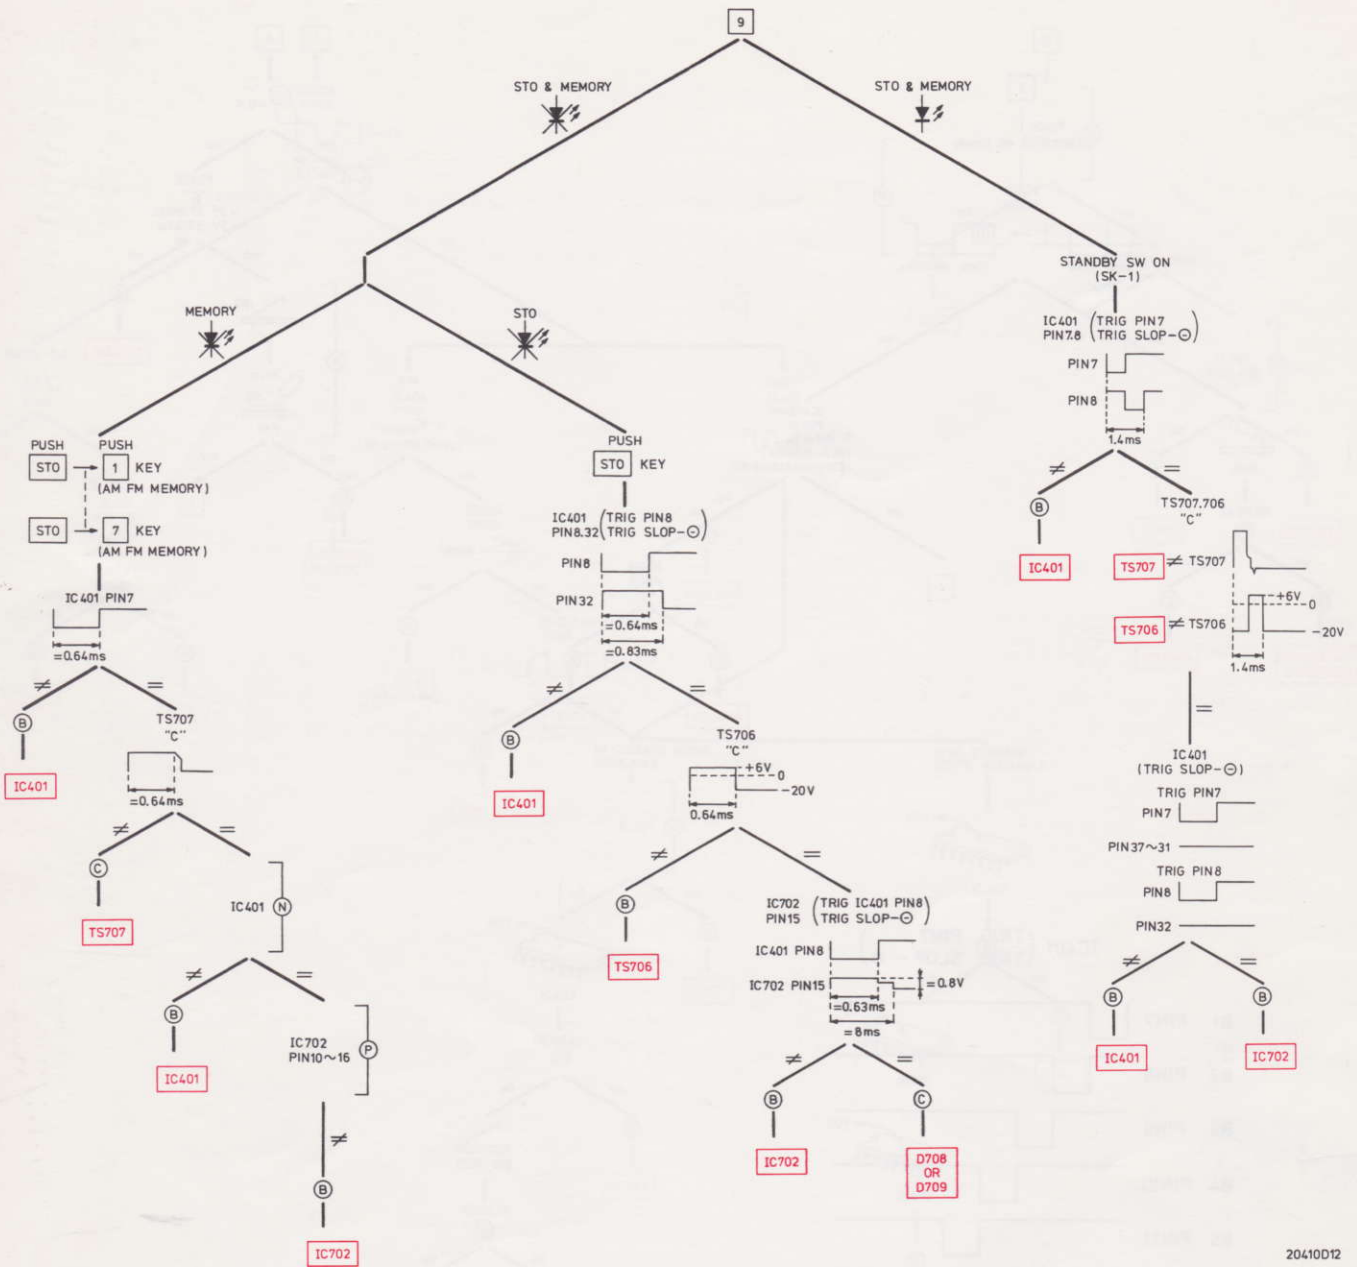 9
STO & MEMORY
STO & MEMORY
MEMORY
STO
PUSH PUSH
STO 1 KEY
(AM FM MEMORY)
STO 7 KEY
(AM FM MEMORY)
IC401 PIN7
=0.64ms
≠ =
B
IC401
TS707
"C"
=0.64ms
≠ =
C
TS707
IC401 N
≠ =
B
IC401
IC702
PIN10~16 P
≠
B
IC702
PUSH
STO KEY
IC401 (TRIG PIN8
PIN8.32 (TRIG SLOP-⊖)
PIN8
PIN32
=0.64ms
=0.83ms
≠ =
B
IC401
TS706
"C"
+6V
0
-20V
0.64ms
≠ =
B
TS706
IC702 (TRIG IC401 PIN8)
PIN15 (TRIG SLOP-⊖
IC401 PIN8
IC702 PIN15
=0.8V
=0.63ms
=8ms
≠ =
B
IC702
C
D708
OR
D709
STANDBY SW ON
(SK-1)
IC401 (TRIG PIN7
PIN7.8 (TRIG SLOP-⊖)
PIN7
PIN8
1.4ms
≠ =
B
IC401
TS707.706
"C"
TS707 ≠ TS707
+6V
0
TS706 ≠ TS706
-20V
1.4ms
=
IC401
(TRIG SLOP-⊖)
TRIG PIN7
PIN7
PIN37~31
TRIG PIN8
PIN8
PIN32
≠ =
B
IC401
B
IC702
20410D12